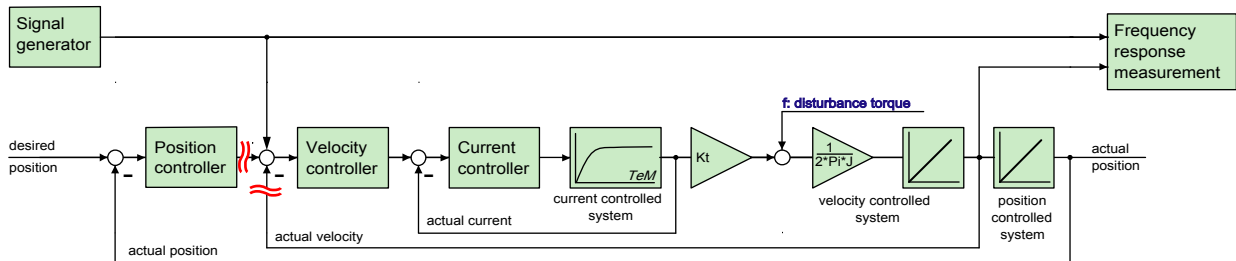 Signal
generator
Frequency
response
measurement
f: disturbance torque
desired
position
Position
controller
Velocity
controller
Current
controller
TeM
Kt
1
2*Pi*J
actual
position
-
-
-
current controlled
system
velocity controlled
system
position
controlled
system
actual current
actual velocity
actual position